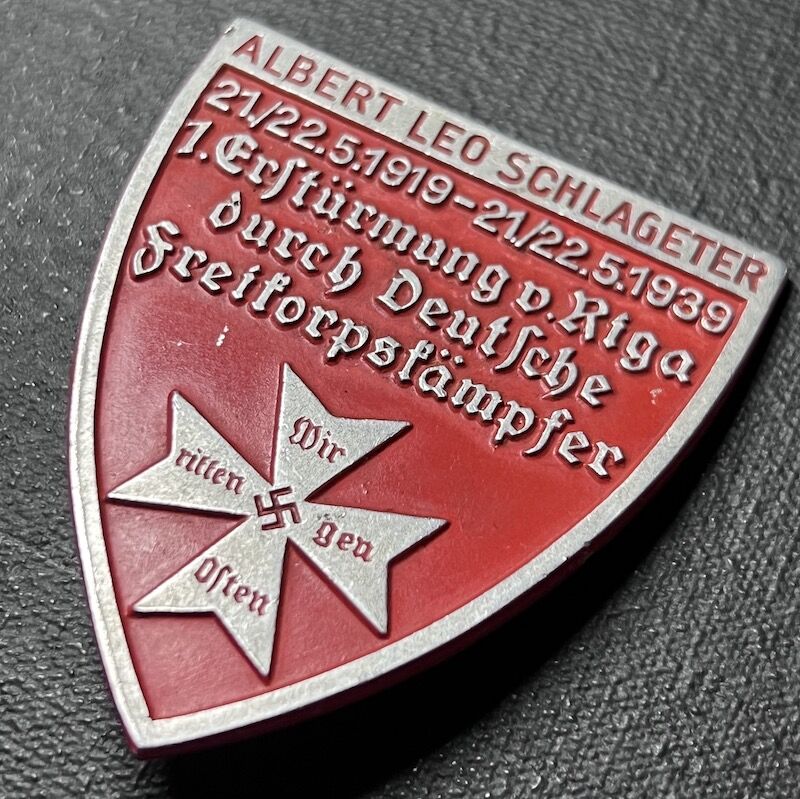 ALBERT LEO SCHLAGETER
21./22.5.1919-21./22.5.1939
1. Erſtürmung v. Riga
durch Deutſche
Freikorpskämpfer
Wir
ritten gen
Oſten